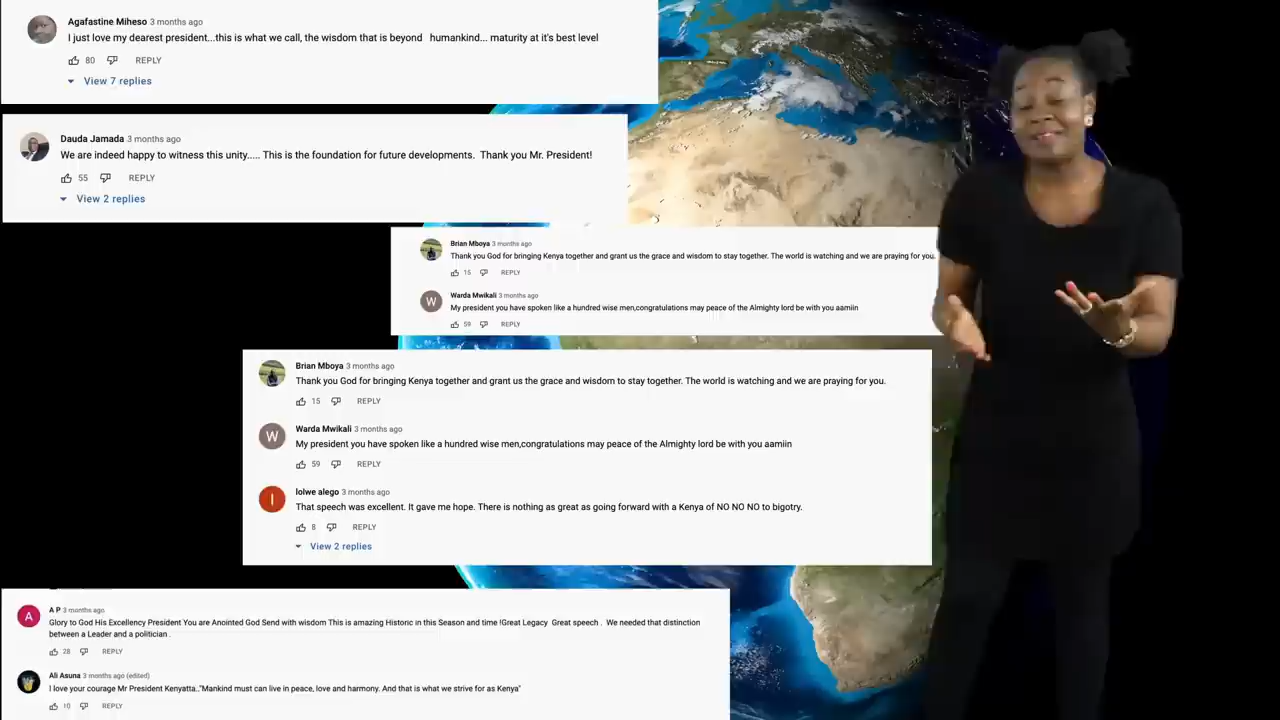 Agafastine Miheso 3 months ago
I just love my dearest president...this is what we call, the wisdom that is beyond humankind... maturity at it's best level
80 REPLY
View 7 replies
Dauda Jamada 3 months ago
We are indeed happy to witness this unity..... This is the foundation for future developments. Thank you Mr. President!
55 REPLY
View 2 replies
Brian Mboya 3 months ago
Thank you God for bringing Kenya together and grant us the grace and wisdom to stay together. The world is watching and we are praying for you.
15 REPLY
W
Warda Mwikali 3 months ago
My president you have spoken like a hundred wise men,congratulations may peace of the Almighty lord be with you aamiin
59 REPLY
Brian Mboya 3 months ago
Thank you God for bringing Kenya together and grant us the grace and wisdom to stay together. The world is watching and we are praying for you.
15 REPLY
W
Warda Mwikali 3 months ago
My president you have spoken like a hundred wise men,congratulations may peace of the Almighty lord be with you aamiin
59 REPLY
l
lolwe alego 3 months ago
That speech was excellent. It gave me hope. There is nothing as great as going forward with a Kenya of NO NO NO to bigotry.
8 REPLY
View 2 replies
A
A P 3 months ago
Glory to God His Excellency President You are Anointed God Send with wisdom This is amazing Historic in this Season and time !Great Legacy Great speech . We needed that distinction
between a Leader and a politician .
28 REPLY
Ali Asuna 3 months ago (edited)
I love your courage Mr President Kenyatta.."Mankind must can live in peace, love and harmony. And that is what we strive for as Kenya"
10 REPLY